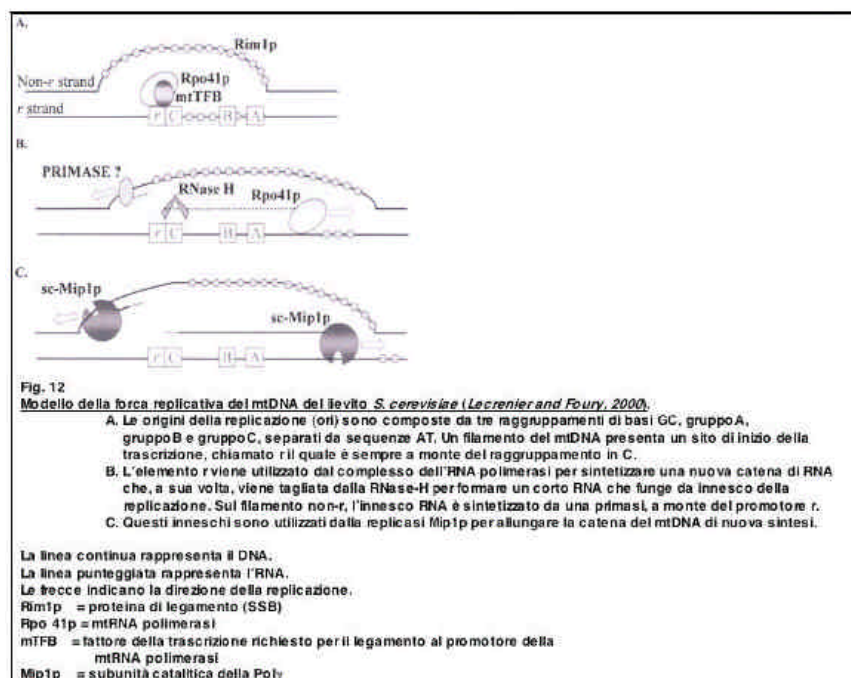 A.
Rim1p
Non-r strand
Rpo41p
mtTFB
r strand
r C B A
B.
PRIMASE ?
RNase H
Rpo41p
r C B A
C.
sc-Mip1p
sc-Mip1p
r C B A
Fig. 12
Modello della forca replicativa del mtDNA del lievito S. cerevisiae (Lecrenier and Foury, 2000).
A. Le origini della replicazione (ori) sono composte da tre raggruppamenti di basi GC, gruppo A,
gruppo B e gruppo C, separati da sequenze AT. Un filamento del mtDNA presenta un sito di inizio della
trascrizione, chiamato r il quale è sempre a monte del raggruppamento in C.
B. L'elemento r viene utilizzato dal complesso dell'RNA polimerasi per sintetizzare una nuova catena di RNA
che, a sua volta, viene tagliata dalla RNase-H per formare un corto RNA che funge da innesco della
replicazione. Sul filamento non-r, l'innesco RNA è sintetizzato da una primasi, a monte del promotore r.
C. Questi inneschi sono utilizzati dalla replicasi Mip1p per allungare la catena del mtDNA di nuova sintesi.
La linea continua rappresenta il DNA.
La linea punteggiata rappresenta l'RNA.
Le frecce indicano la direzione della replicazione.
Rim1p = proteina di legamento (SSB)
Rpo 41p = mtRNA polimerasi
mTFB = fattore della trascrizione richiesto per il legamento al promotore della
mtRNA polimerasi
Mip1p = subunità catalitica della Polγ